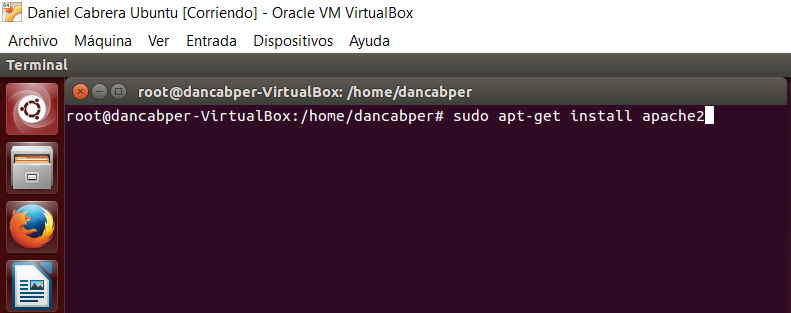 64
Daniel Cabrera Ubuntu [Corriendo] - Oracle VM VirtualBox
Archivo Máquina Ver Entrada Dispositivos Ayuda
Terminal
root@dancabper-VirtualBox: /home/dancabper
root@dancabper-VirtualBox:/home/dancabper# sudo apt-get install apache2